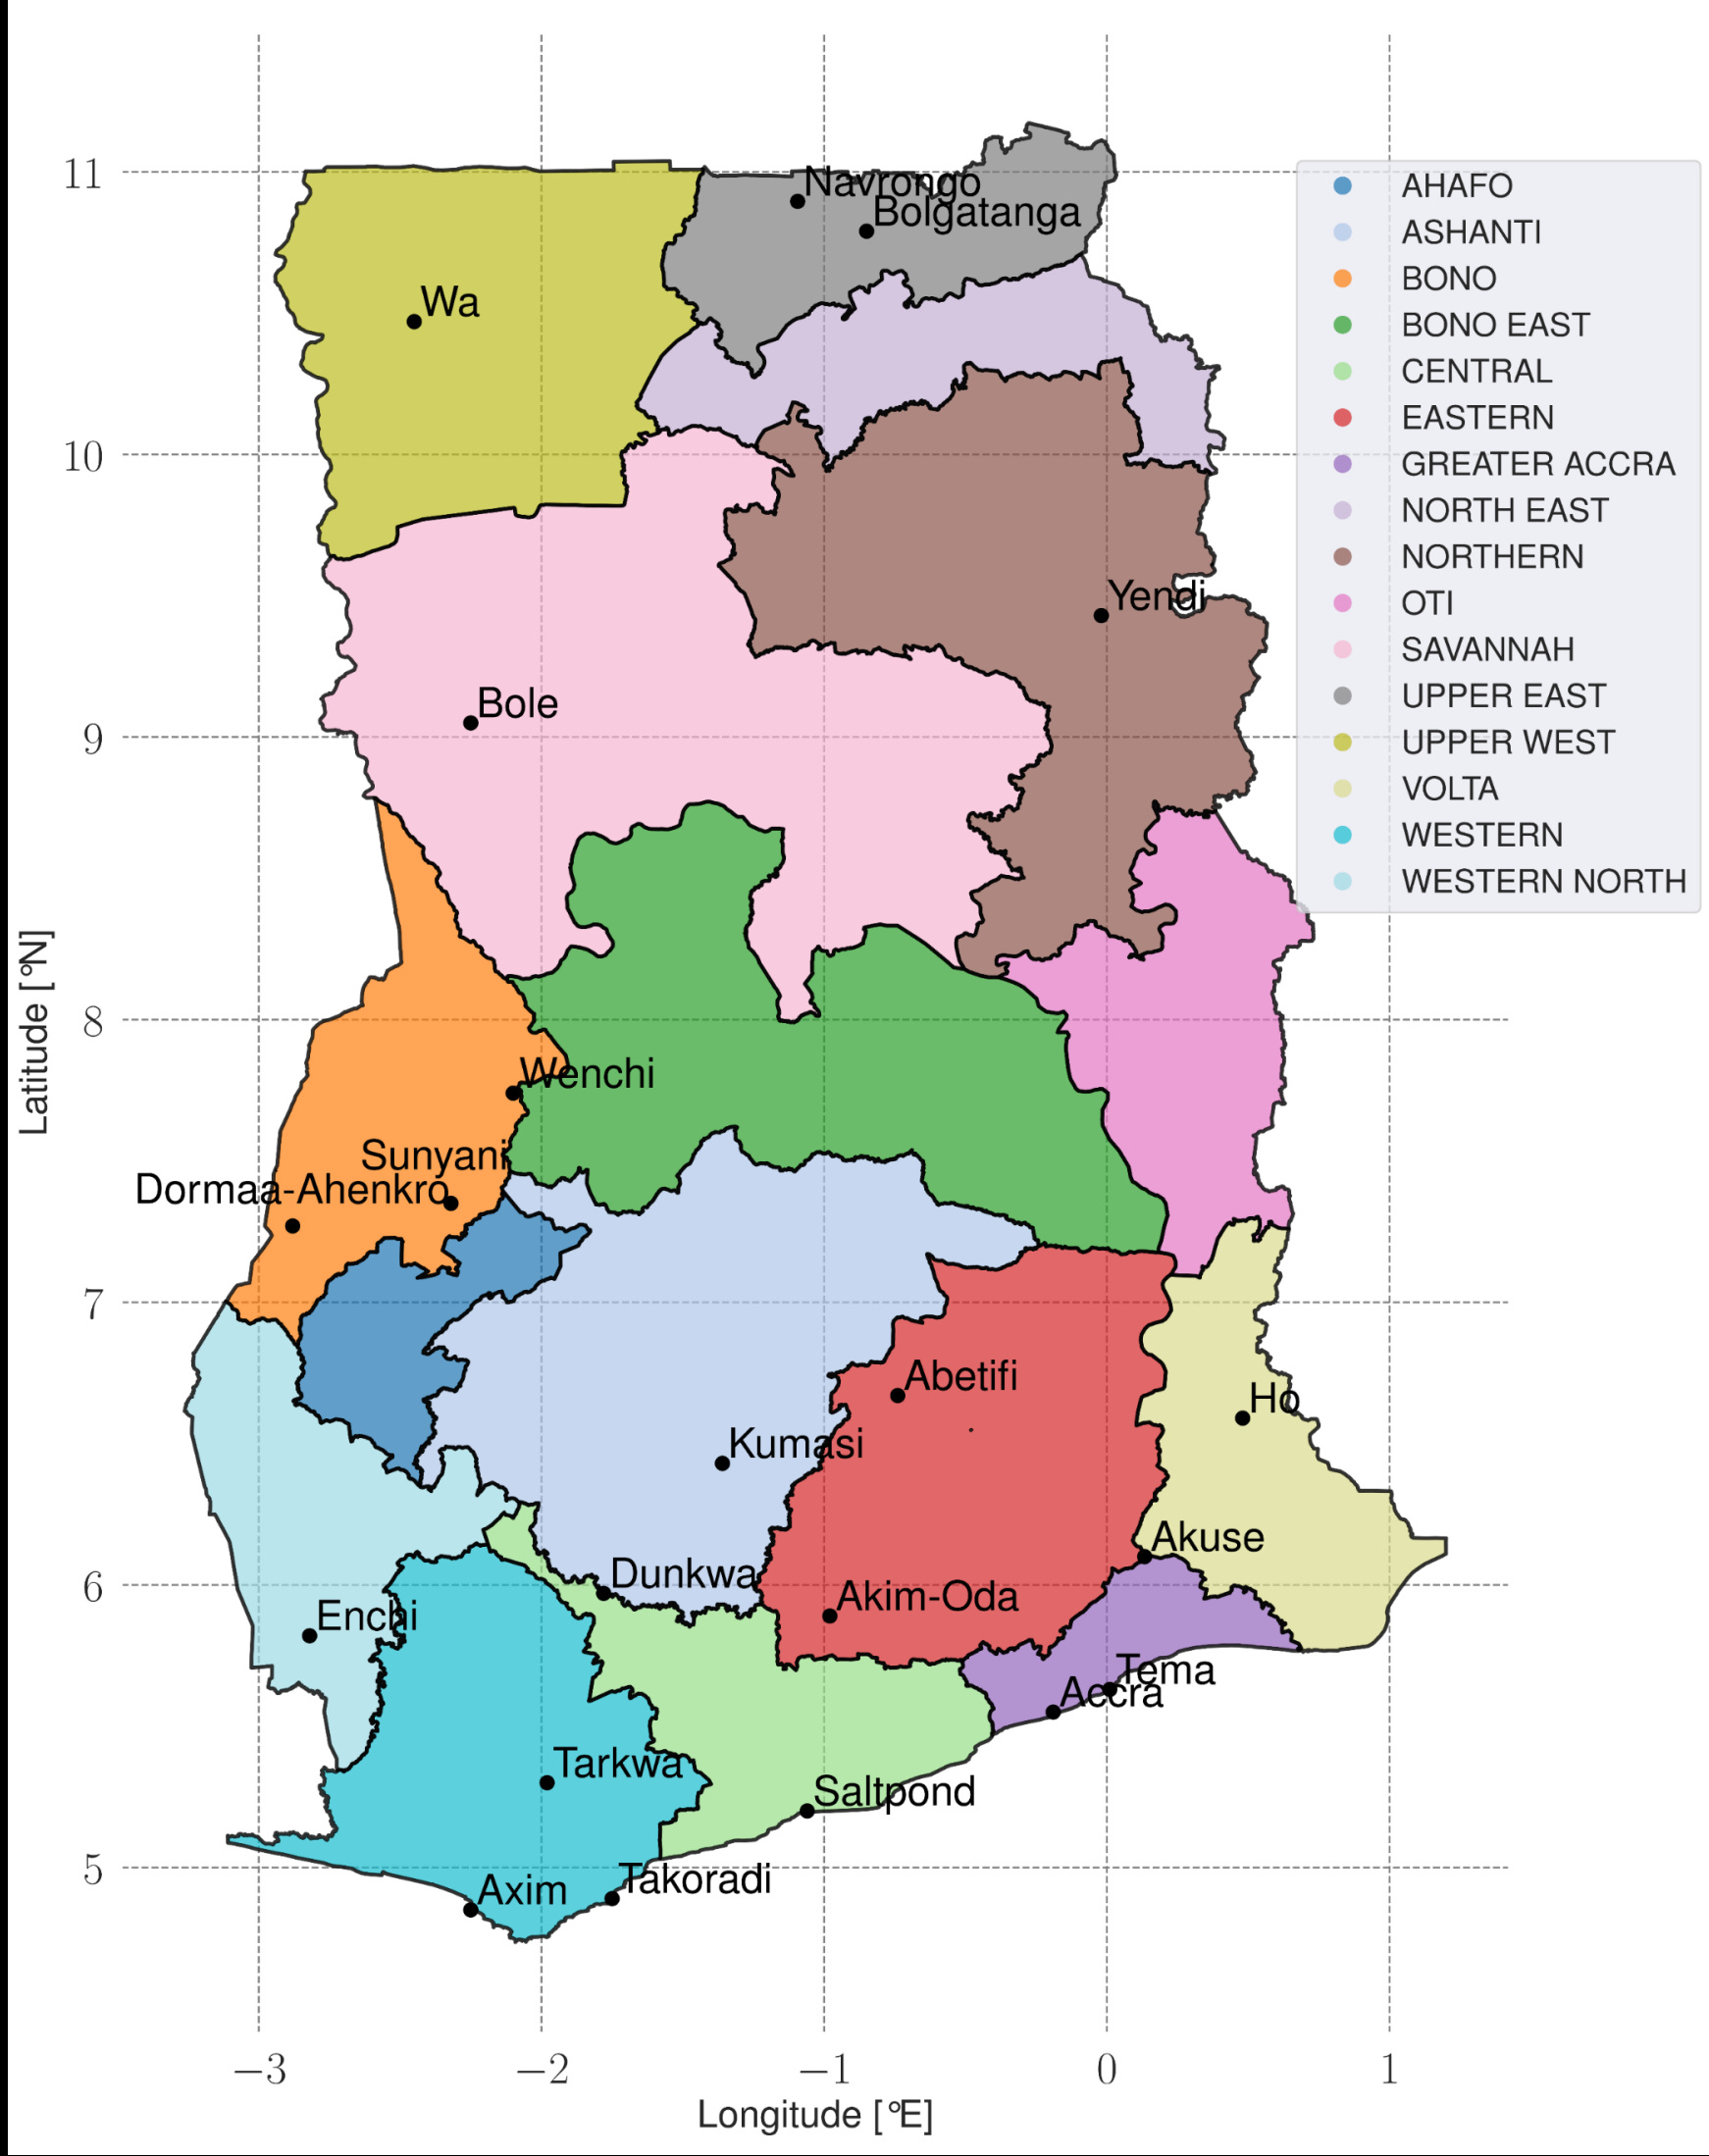 11
10
9
8
7
6
5
Latitude [°N]
−3
−2
−1
0
1
Longitude [°E]
Navrongo
Bolgatanga
Wa
Yendi
Bole
Wenchi
Sunyani
Dormaa-Ahenkro
Abetifi
Ho
Kumasi
Akuse
Dunkwa
Akim-Oda
Enchi
Tema
Accra
Tarkwa
Saltpond
Takoradi
Axim
AHAFO
ASHANTI
BONO
BONO EAST
CENTRAL
EASTERN
GREATER ACCRA
NORTH EAST
NORTHERN
OTI
SAVANNAH
UPPER EAST
UPPER WEST
VOLTA
WESTERN
WESTERN NORTH